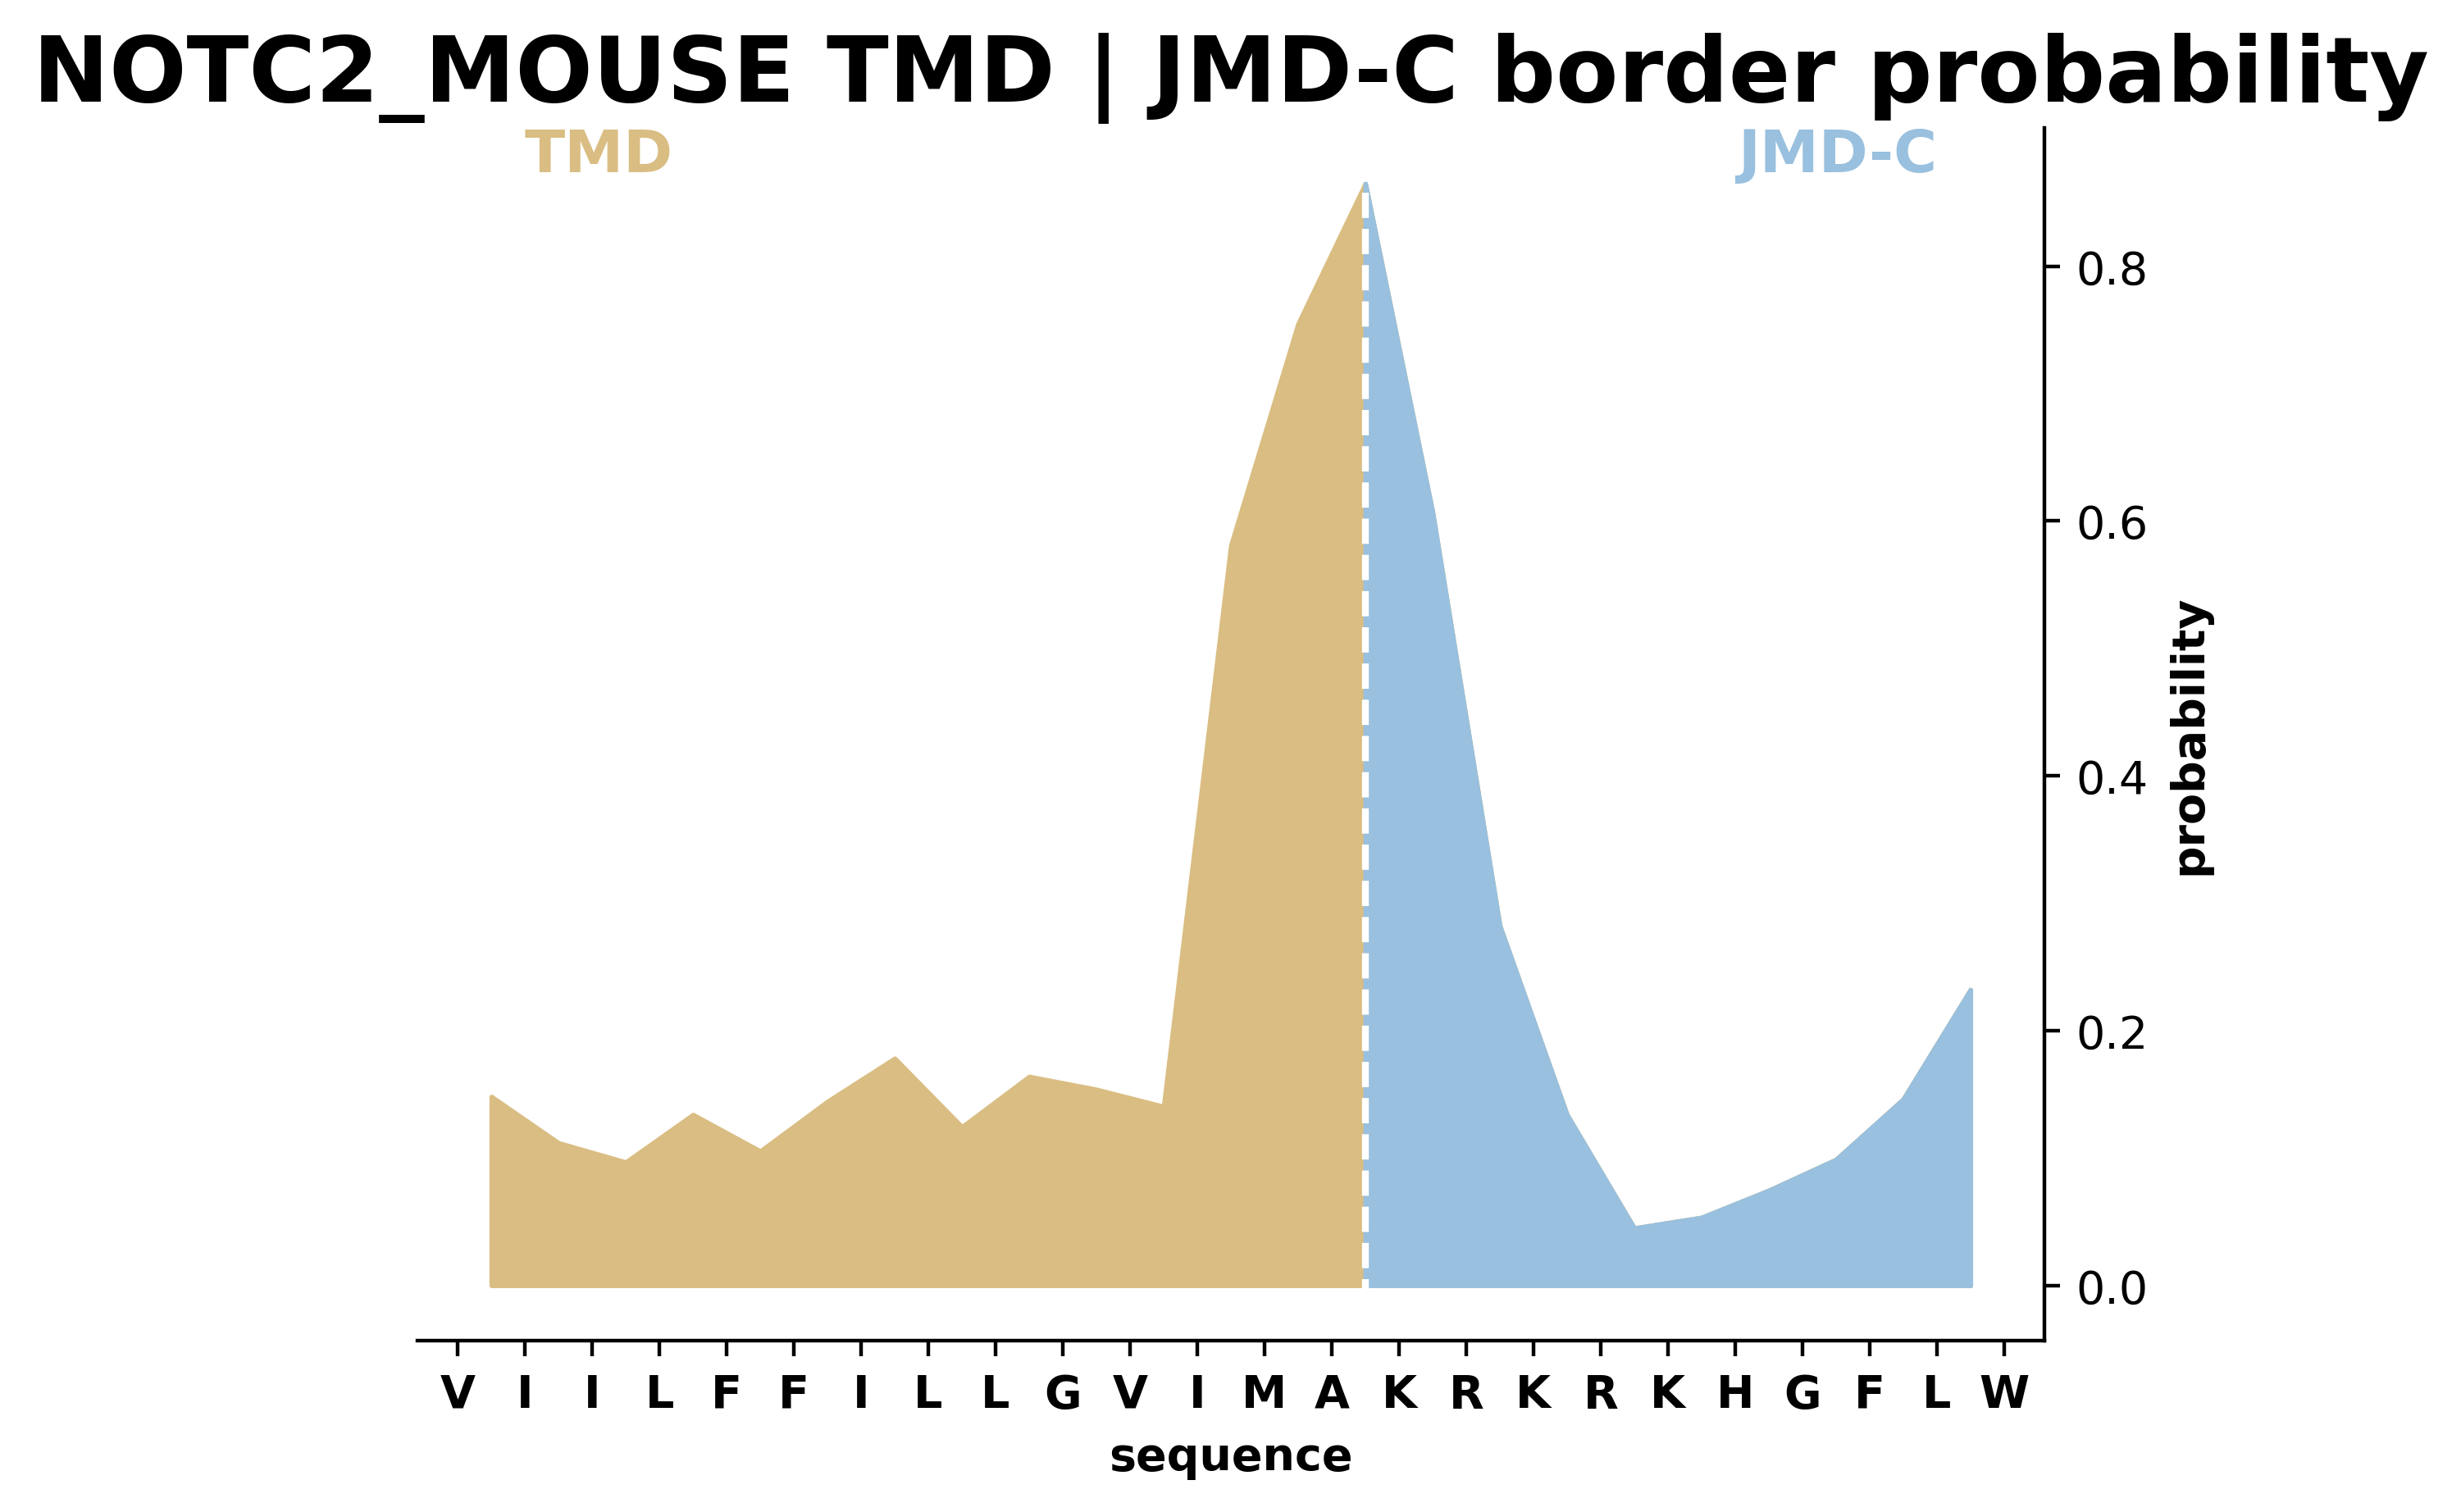 NOTC2_MOUSE TMD | JMD-C border probability
TMD JMD-C
0.8
0.6
0.4
0.2
0.0
probability
V I I L F F I L L G V I M A K R K R K H G F L W
sequence